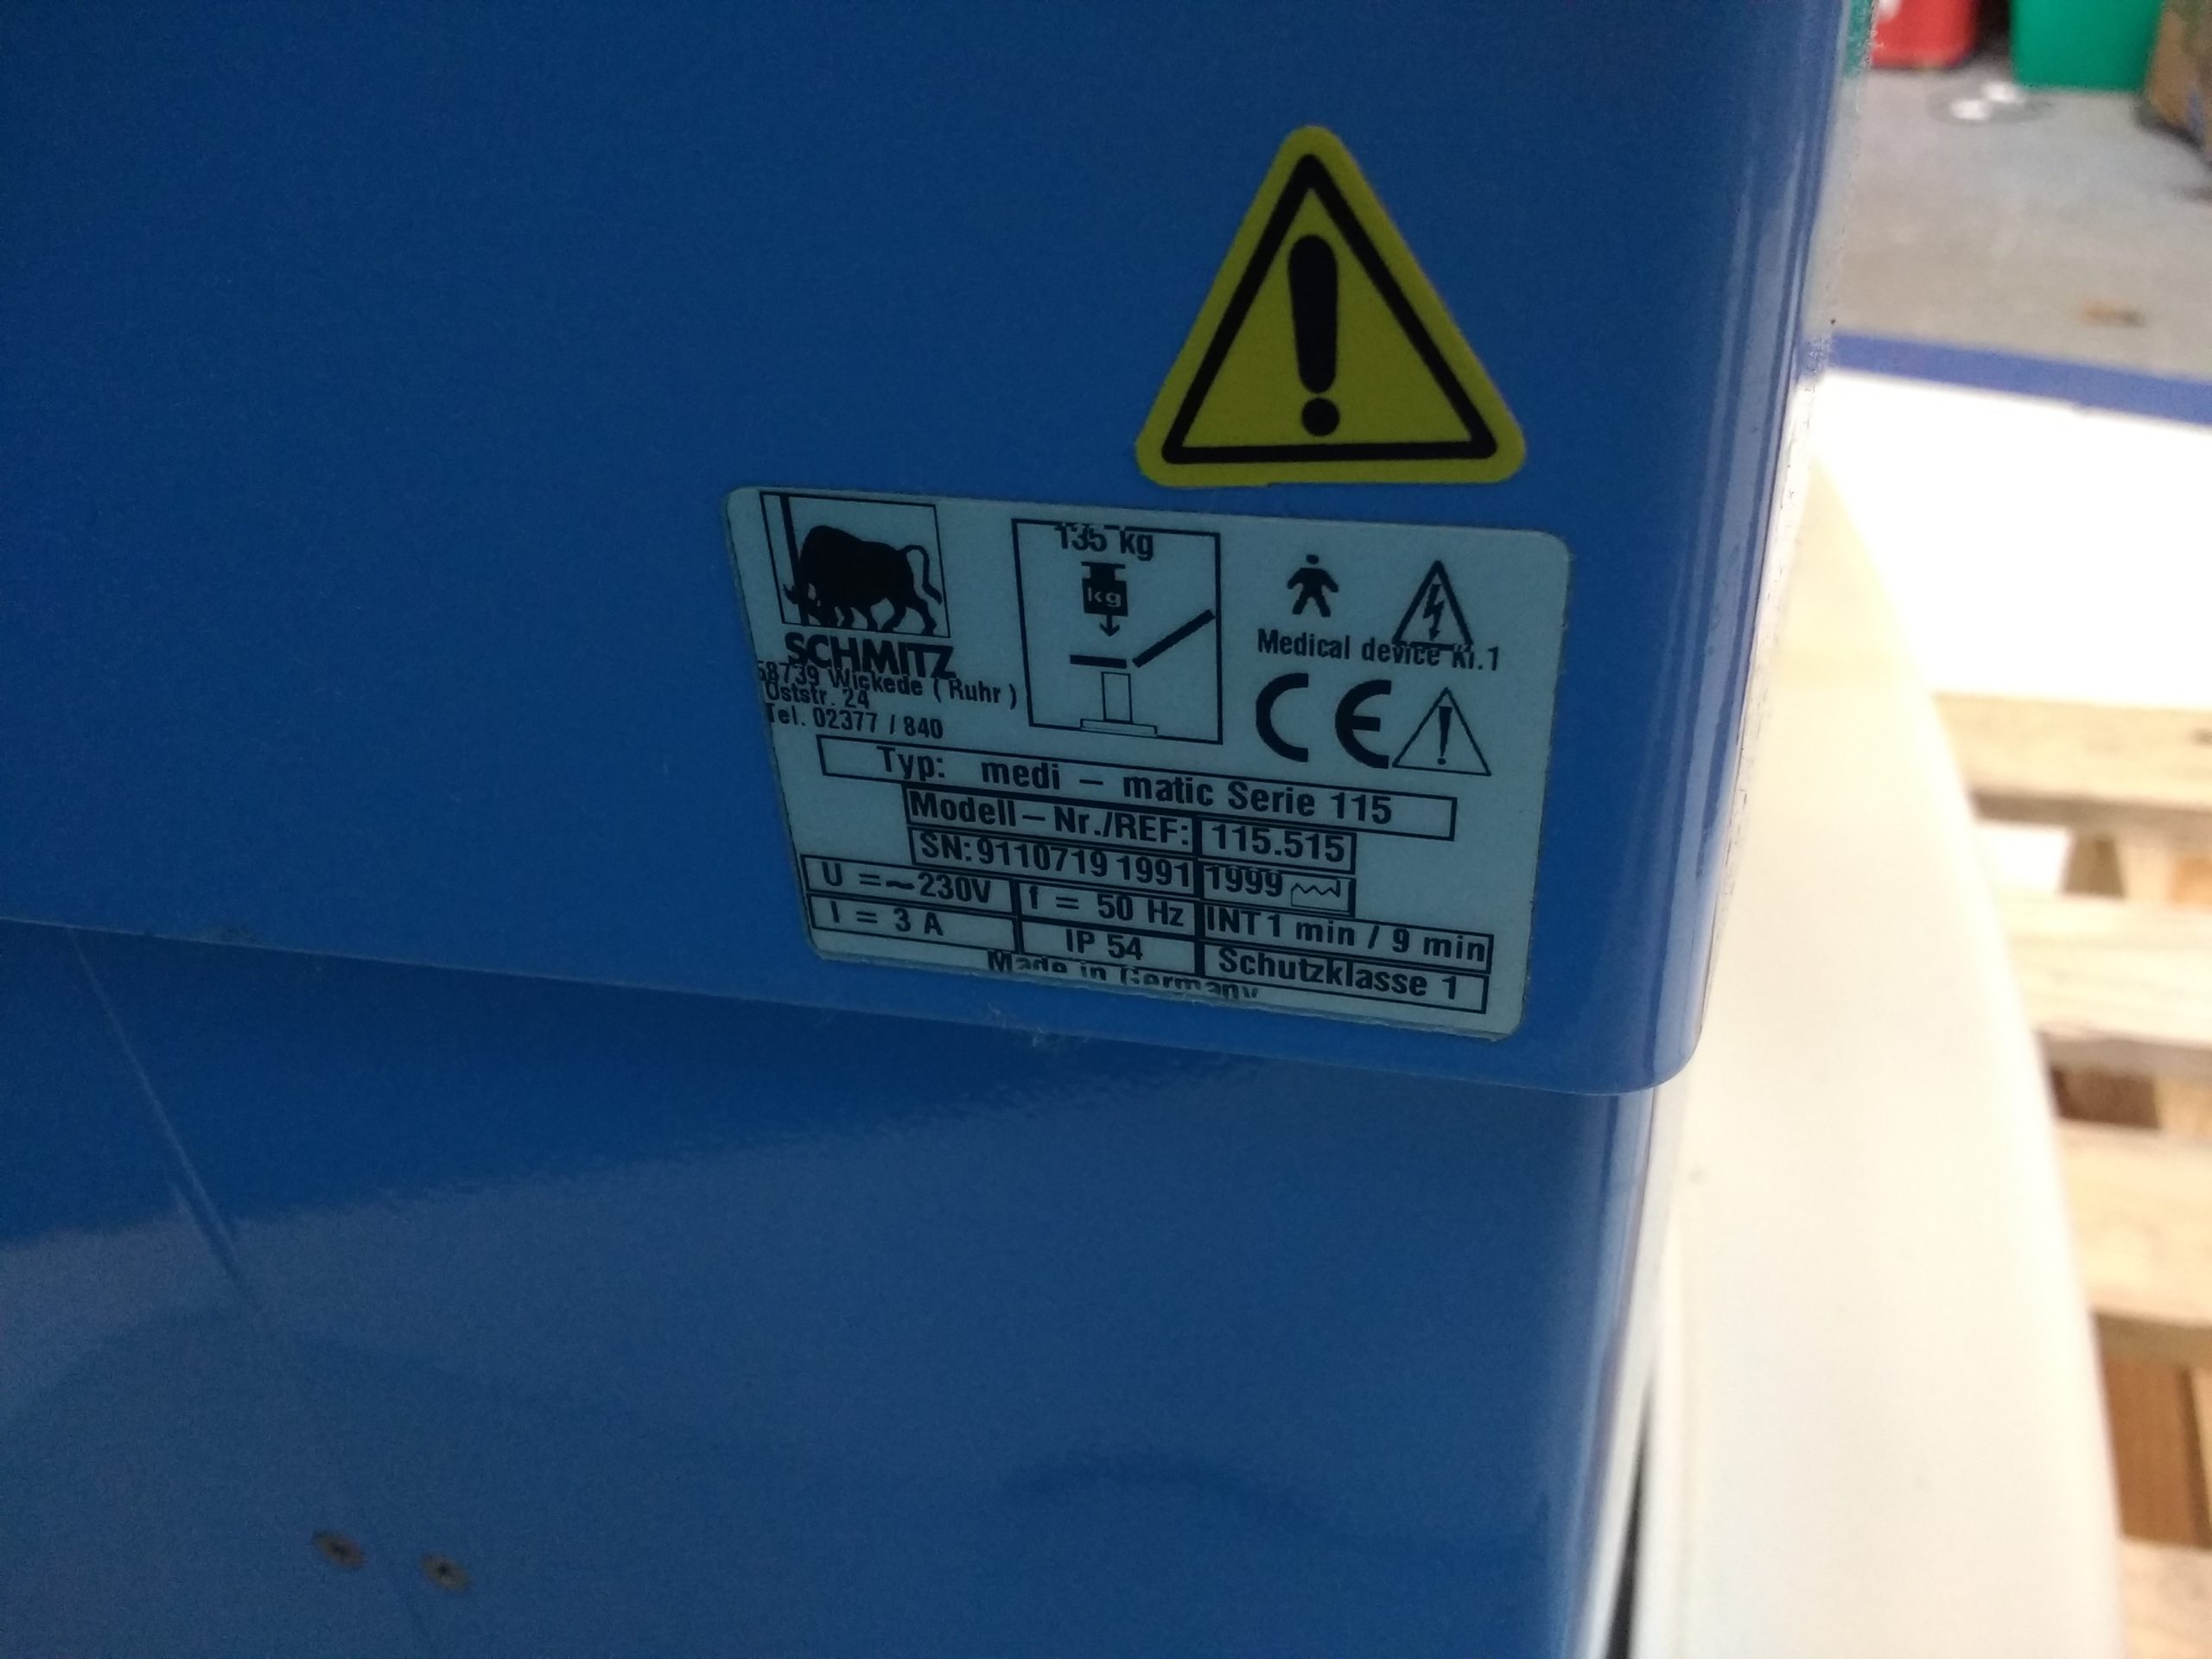 135 kg
kg
SCHMITZ
58739 Wickede ( Ruhr )
Oststr. 24
Tel. 02377 / 840
Medical device Kl.1
CE
Typ: medi – matic Serie 115
Modell – Nr./REF: 115.515
SN: 9110719 1991 1999
U =~230V f = 50 Hz INT 1 min / 9 min
I = 3 A IP 54 Schutzklasse 1
Made in Germany